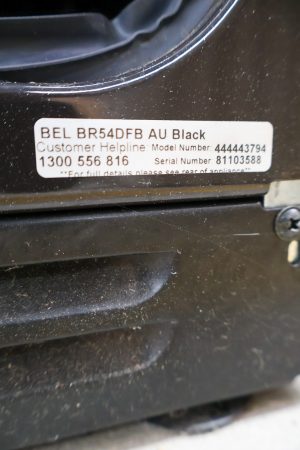 BEL BR54DFB AU Black
Customer Helpline Model Number 444443794
1300 556 816 Serial Number 81103588
**For full details please see rear of appliance**